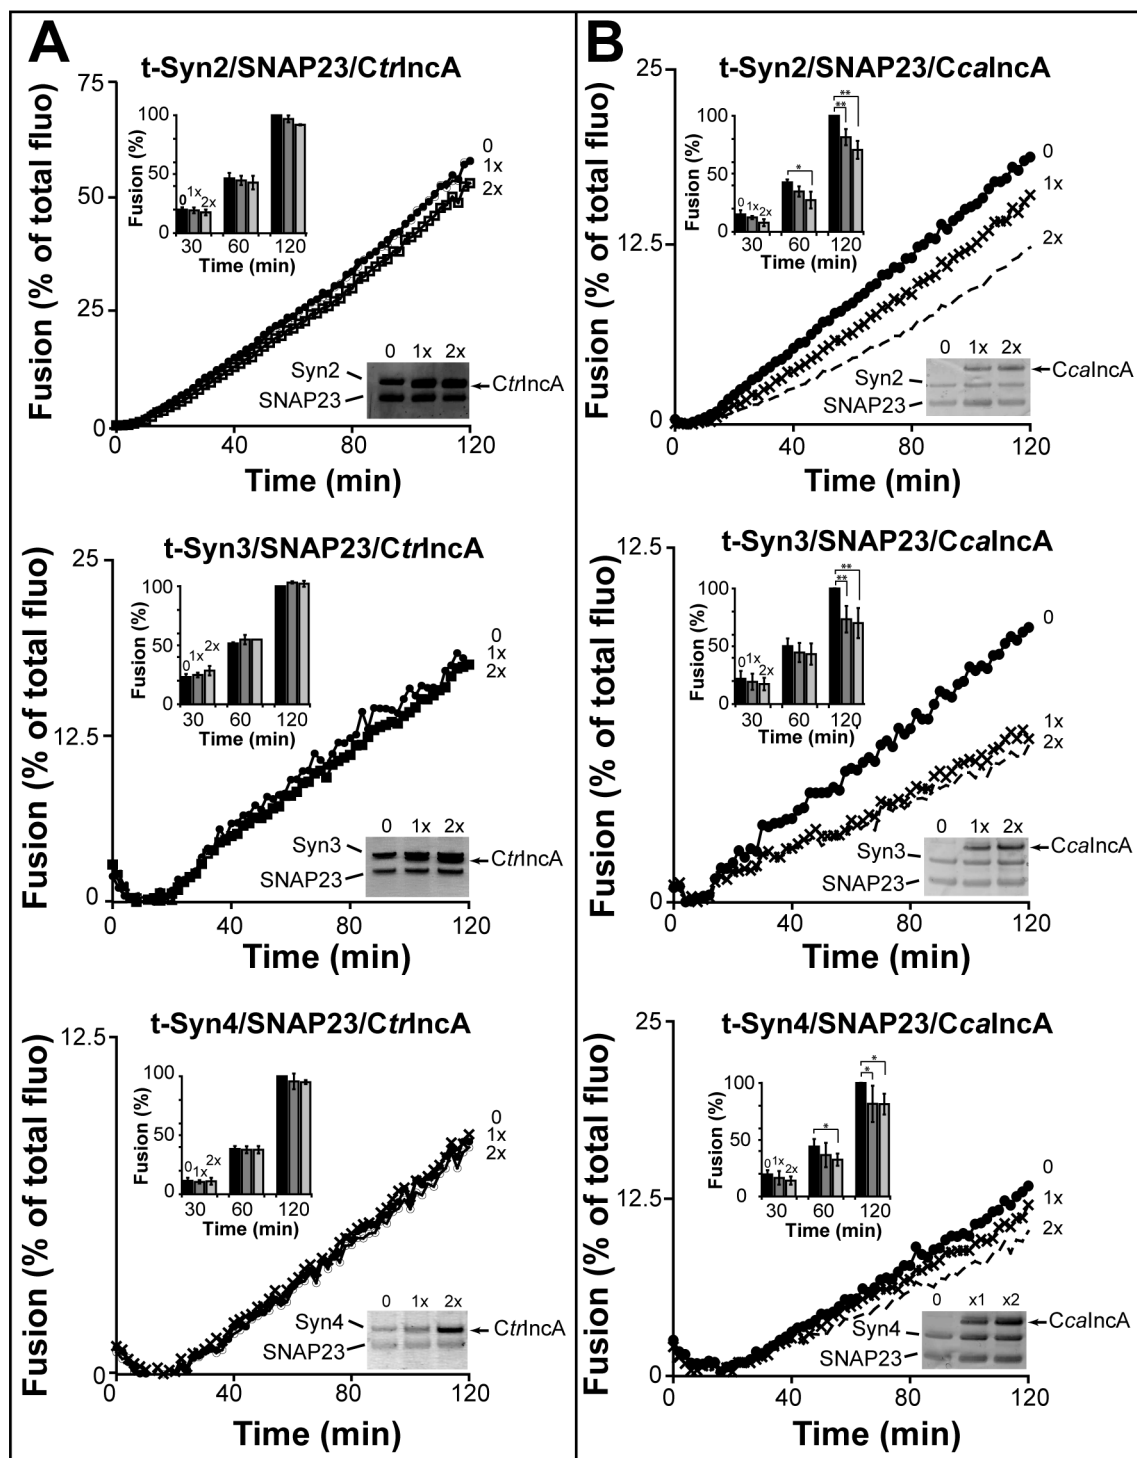 A
t-Syn2/SNAP23/CtrIncA
75
50
25
0
Fusion (% of total fluo)
0 40 80 120
Time (min)
100
50
0
Fusion (%)
0 1x 2x
30 60 120
Time (min)
0
1x
2x
0 1x 2x
Syn2
SNAP23
CtrIncA
t-Syn3/SNAP23/CtrIncA
25
12.5
0
Fusion (% of total fluo)
0 40 80 120
Time (min)
100
50
0
Fusion (%)
0 1x 2x
30 60 120
Time (min)
0
1x
2x
0 1x 2x
Syn3
SNAP23
CtrIncA
t-Syn4/SNAP23/CtrIncA
12.5
0
Fusion (% of total fluo)
0 40 80 120
Time (min)
100
50
0
Fusion (%)
0 1x 2x
30 60 120
Time (min)
0
1x
2x
0 1x 2x
Syn4
SNAP23
CtrIncA
B
t-Syn2/SNAP23/CcaIncA
25
12.5
0
Fusion (% of total fluo)
0 40 80 120
Time (min)
100
50
0
Fusion (%)
0 1x 2x
*
**
**
30 60 120
Time (min)
0
1x
2x
0 1x 2x
Syn2
SNAP23
CcaIncA
t-Syn3/SNAP23/CcaIncA
12.5
0
Fusion (% of total fluo)
0 40 80 120
Time (min)
100
50
0
Fusion (%)
0 1x 2x
**
**
30 60 120
Time (min)
0
1x
2x
0 1x 2x
Syn3
SNAP23
CcaIncA
t-Syn4/SNAP23/CcaIncA
25
12.5
0
Fusion (% of total fluo)
0 40 80 120
Time (min)
100
50
0
Fusion (%)
0 1x 2x
*
*
*
30 60 120
Time (min)
0
1x
2x
0 x1 x2
Syn4
SNAP23
CcaIncA